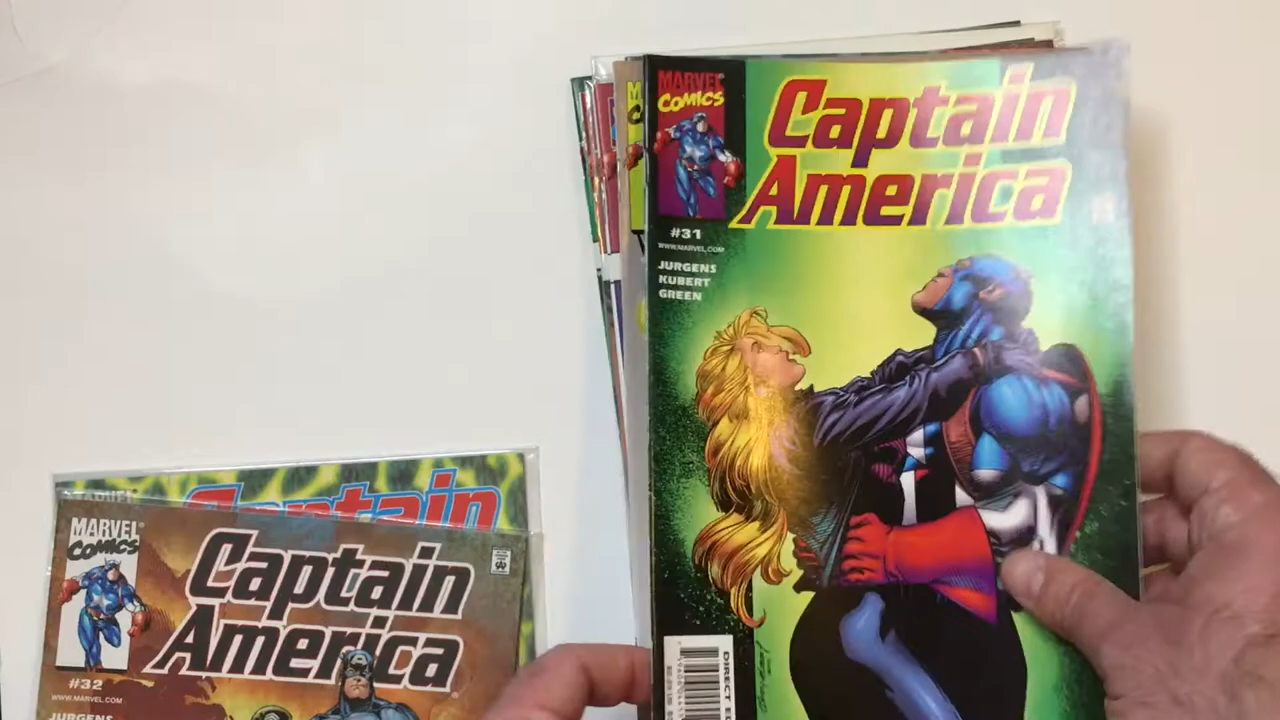 MARVEL
COMICS
Captain
America
#31
WWW.MARVEL.COM
JURGENS
KUBERT
GREEN
DIRECT
Captain
MARVEL
COMICS
Captain
America
#32
WWW.MARVEL.COM
JURGENS